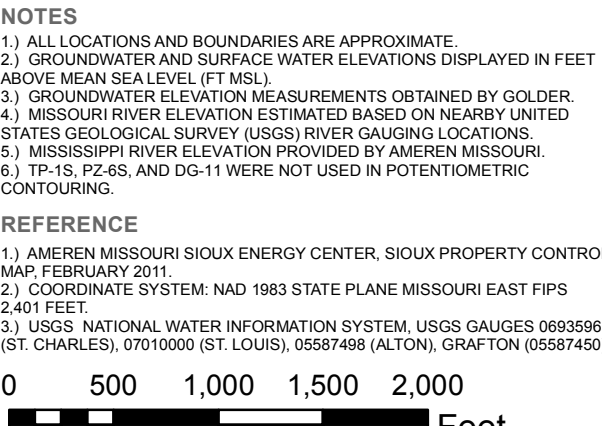 NOTES
1.) ALL LOCATIONS AND BOUNDARIES ARE APPROXIMATE.
2.) GROUNDWATER AND SURFACE WATER ELEVATIONS DISPLAYED IN FEET
ABOVE MEAN SEA LEVEL (FT MSL).
3.) GROUNDWATER ELEVATION MEASUREMENTS OBTAINED BY GOLDER.
4.) MISSOURI RIVER ELEVATION ESTIMATED BASED ON NEARBY UNITED
STATES GEOLOGICAL SURVEY (USGS) RIVER GAUGING LOCATIONS.
5.) MISSISSIPPI RIVER ELEVATION PROVIDED BY AMEREN MISSOURI.
6.) TP-1S, PZ-6S, AND DG-11 WERE NOT USED IN POTENTIOMETRIC
CONTOURING.
REFERENCE
1.) AMEREN MISSOURI SIOUX ENERGY CENTER, SIOUX PROPERTY CONTRO
MAP, FEBRUARY 2011.
2.) COORDINATE SYSTEM: NAD 1983 STATE PLANE MISSOURI EAST FIPS
2,401 FEET.
3.) USGS NATIONAL WATER INFORMATION SYSTEM, USGS GAUGES 0693596
(ST. CHARLES), 07010000 (ST. LOUIS), 05587498 (ALTON), GRAFTON (05587450
0 500 1,000 1,500 2,000
Feet